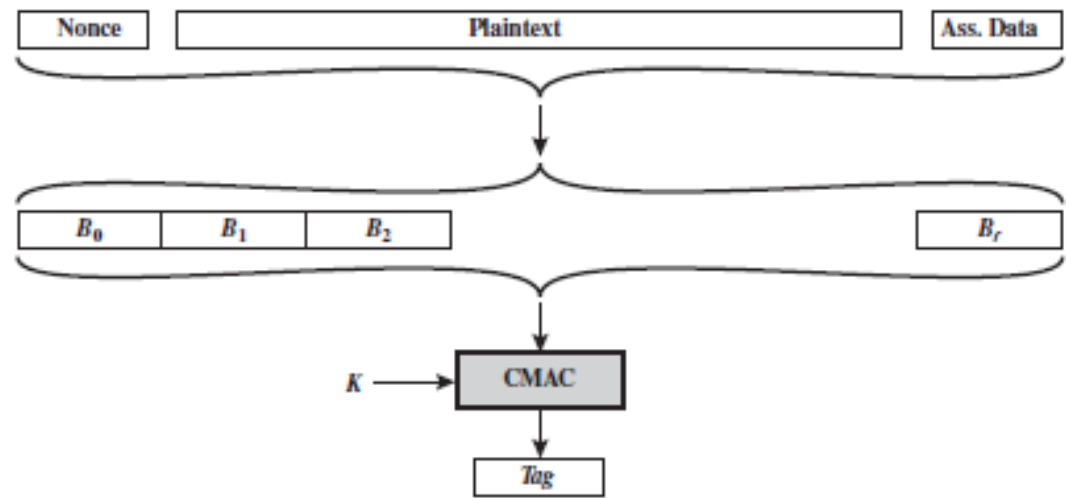 Nonce Plaintext Ass. Data
B₀ B₁ B₂ Bᵣ
K CMAC
Tag